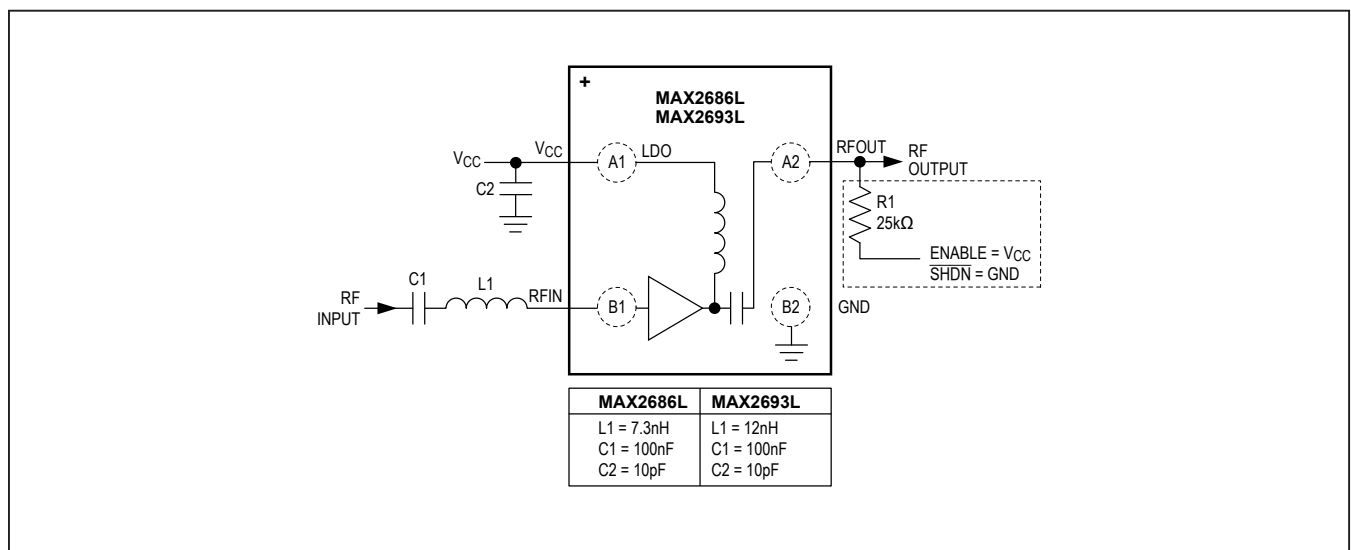 +
MAX2686L
MAX2693L
VCC
VCC
A1
LDO
A2
RFOUT
RF
OUTPUT
C2
R1
25kΩ
ENABLE = VCC
SHDN = GND
C1
L1
RFIN
RF
INPUT
B1
B2
GND
MAX2686L MAX2693L
L1 = 7.3nH L1 = 12nH
C1 = 100nF C1 = 100nF
C2 = 10pF C2 = 10pF